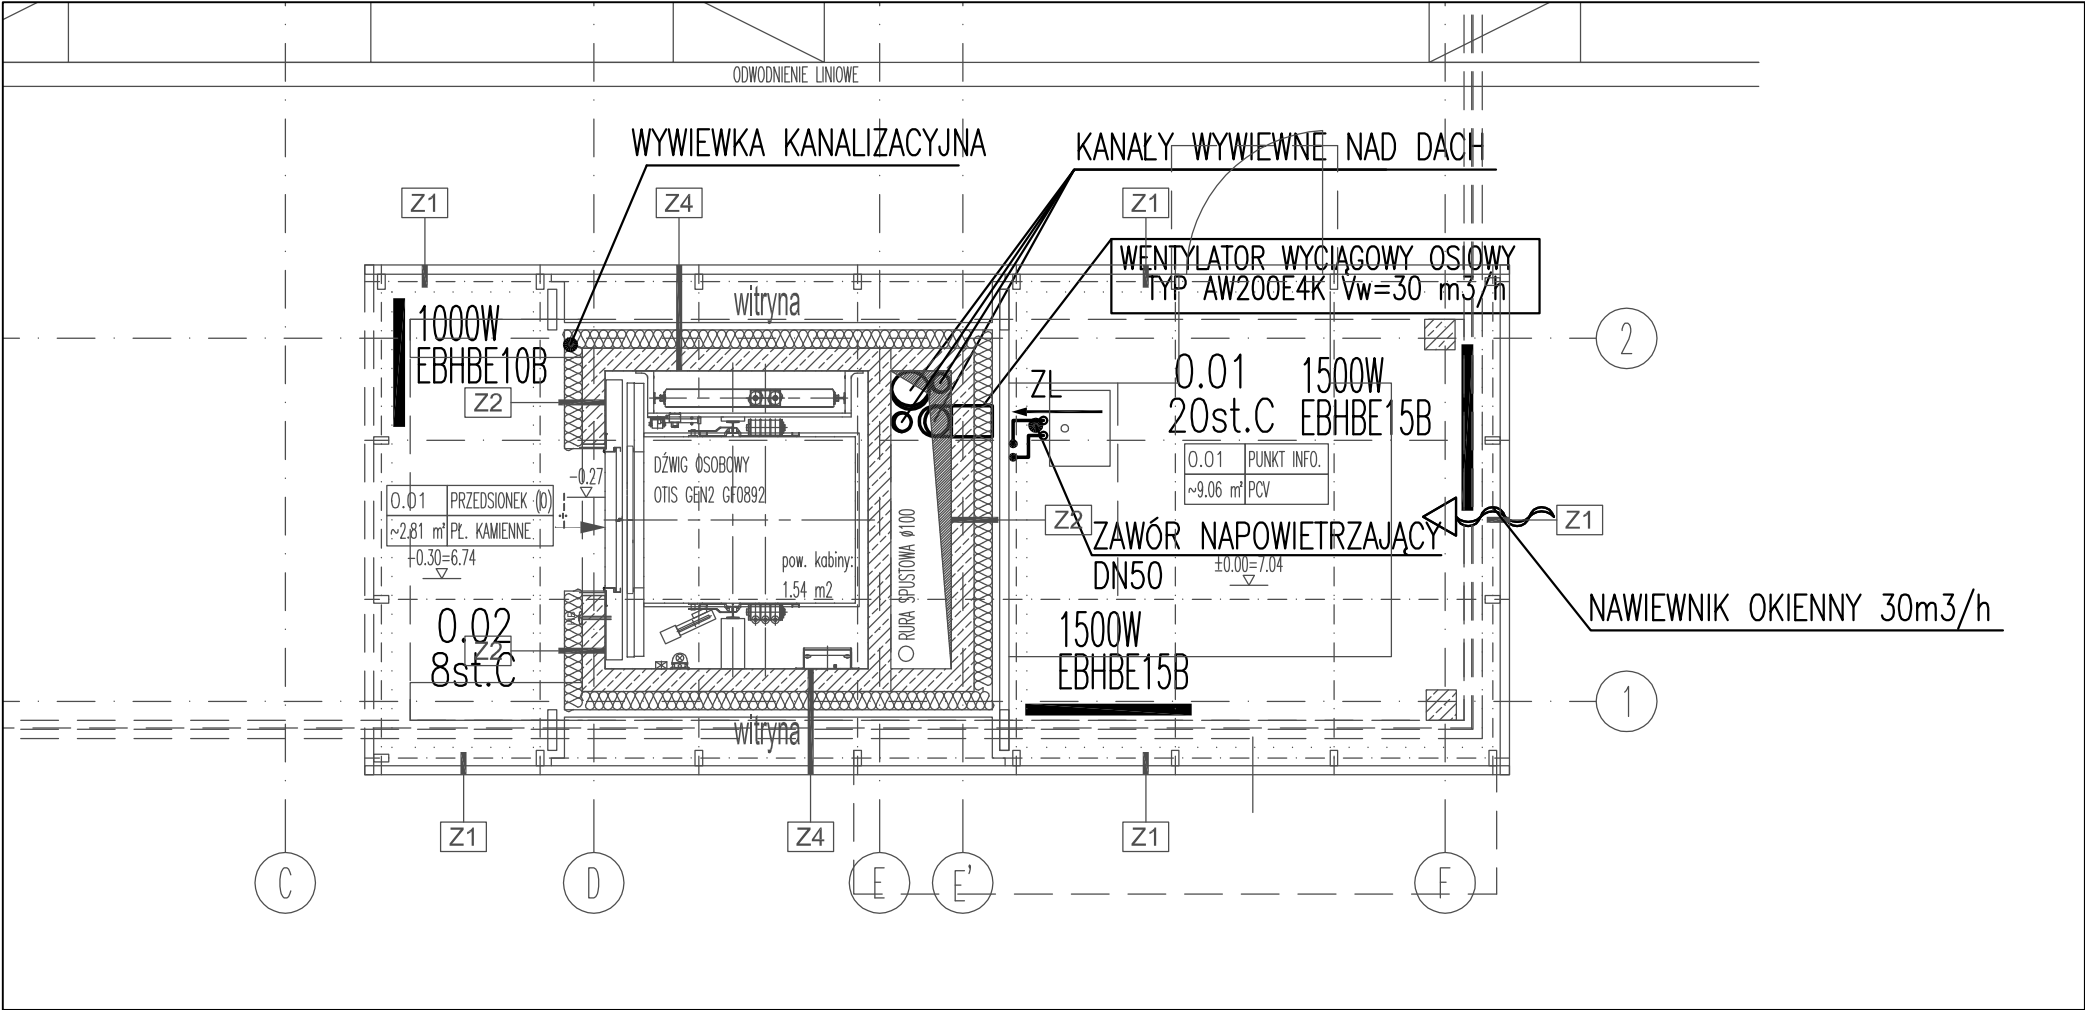 ODWODNIENIE LINIOWE
WYWIEWKA KANALIZACYJNA
KANAŁY WYWIEWNE NAD DACH
Z1
Z4
Z1
WENTYLATOR WYCIĄGOWY OSIOWY
TYP AW200E4K Vw=30 m3/h
witryna
1000W
EBHBE10B
Z2
2
ZL
0.01
20st.C
1500W
EBHBE15B
DŹWIG OSOBOWY
OTIS GEN2 GF0892
-0.27
0.01 PUNKT INFO.
~9.06 m² PCV
0.01 PRZEDSIONEK (0)
~2.81 m² PŁ. KAMIENNE
-0.30=6.74
RURA SPUSTOWA ø100
Z2
Z1
ZAWÓR NAPOWIETRZAJĄCY
DN50
±0.00=7.04
pow. kabiny:
1.54 m2
NAWIEWNIK OKIENNY 30m3/h
0.02
Z2
8st.C
1500W
EBHBE15B
1
witryna
Z1
Z4
Z1
C
D
E
E'
F